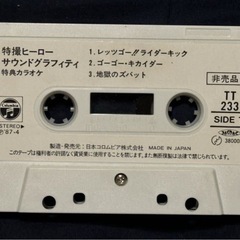 特撮ヒーロー
サウンドグラフィティ
特典カラオケ
1.レッツゴー!!ライダーキック
2.ゴーゴー・キカイダー
3.地獄のズバット
非売品
TT
233
SIDE 1
STEREO
℗'87-4
製造・発売元:日本コロムビア株式会社 MADE IN JAPAN
このテープは権利者の許諾なく賃貸業に使用することを禁じます。また無断複製は法律で禁じられています。